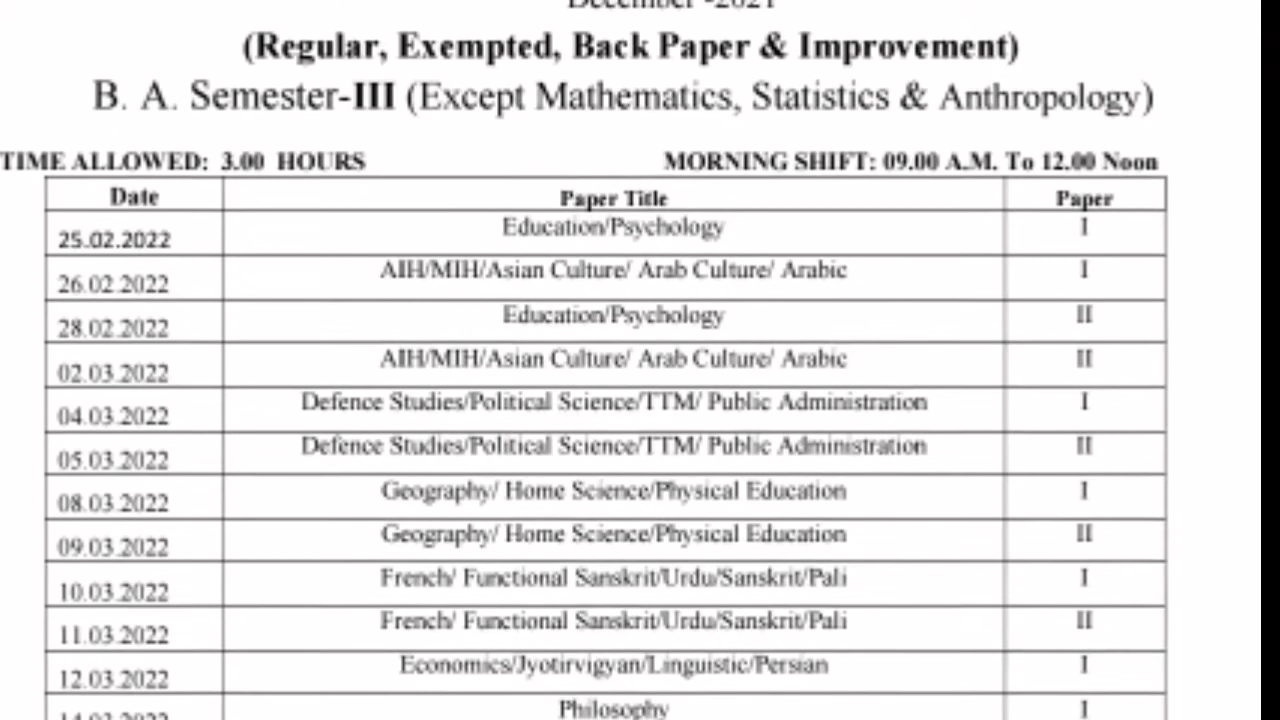 December -2021
(Regular, Exempted, Back Paper & Improvement)
B. A. Semester-III (Except Mathematics, Statistics & Anthropology)
TIME ALLOWED: 3.00 HOURS MORNING SHIFT: 09.00 A.M. To 12.00 Noon
Date Paper Title Paper
25.02.2022 Education/Psychology I
26.02.2022 AIH/MIH/Asian Culture/ Arab Culture/ Arabic I
28.02.2022 Education/Psychology II
02.03.2022 AIH/MIH/Asian Culture/ Arab Culture/ Arabic II
04.03.2022 Defence Studies/Political Science/TTM/ Public Administration I
05.03.2022 Defence Studies/Political Science/TTM/ Public Administration II
08.03.2022 Geography/ Home Science/Physical Education I
09.03.2022 Geography/ Home Science/Physical Education II
10.03.2022 French/ Functional Sanskrit/Urdu/Sanskrit/Pali I
11.03.2022 French/ Functional Sanskrit/Urdu/Sanskrit/Pali II
12.03.2022 Economics/Jyotirvigyan/Linguistic/Persian I
14.03.2022 Philosophy I